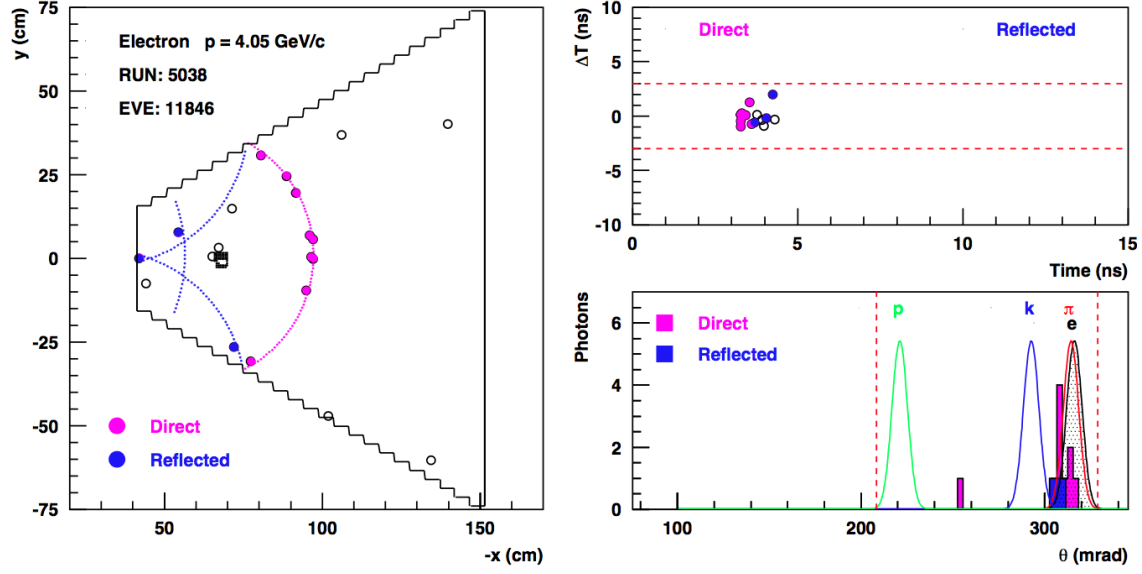 y (cm)
75
50
25
0
-25
-50
-75
Electron p = 4.05 GeV/c
RUN: 5038
EVE: 11846
Direct
Reflected
50
100
150
-x (cm)
ΔT (ns)
10
5
0
-5
-10
Direct
Reflected
0
5
10
15
Time (ns)
Photons
6
4
2
0
Direct
Reflected
p
k
π
e
100
200
300
θ (mrad)